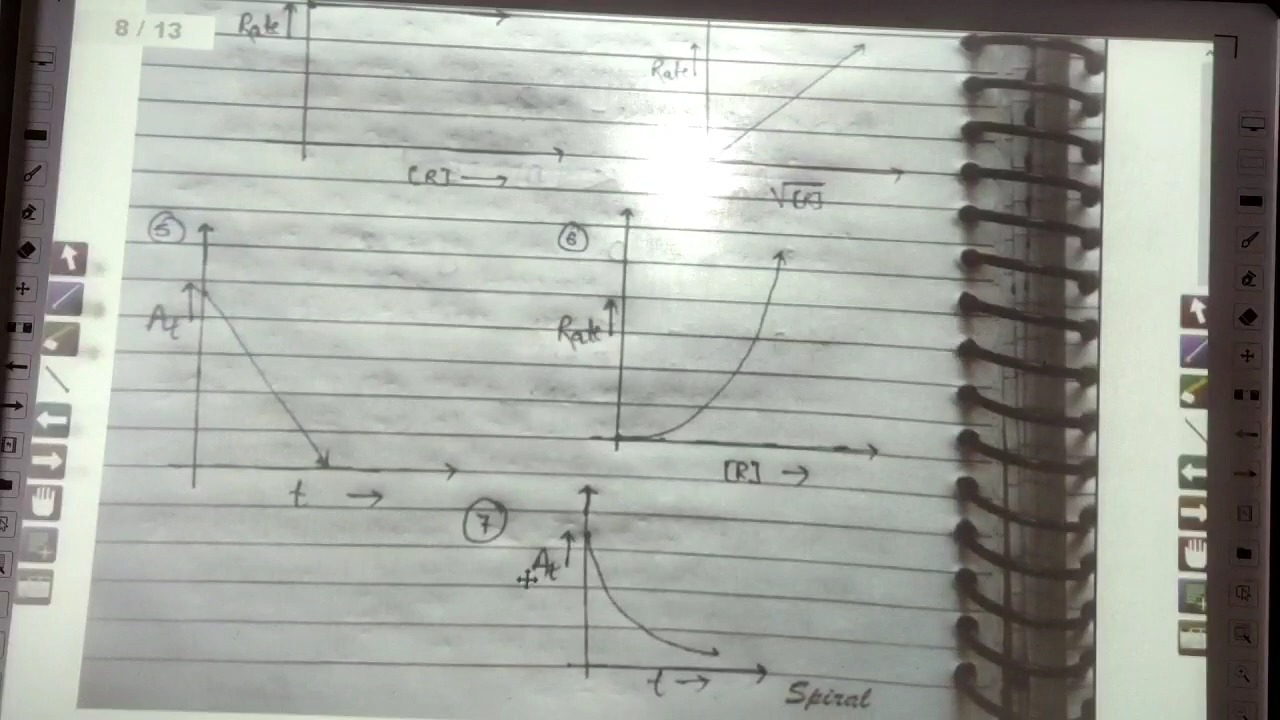 8 / 13
Rate
Rate
[R]
√[R]
5
6
At
Rate
t
[R]
7
At
t
Spiral